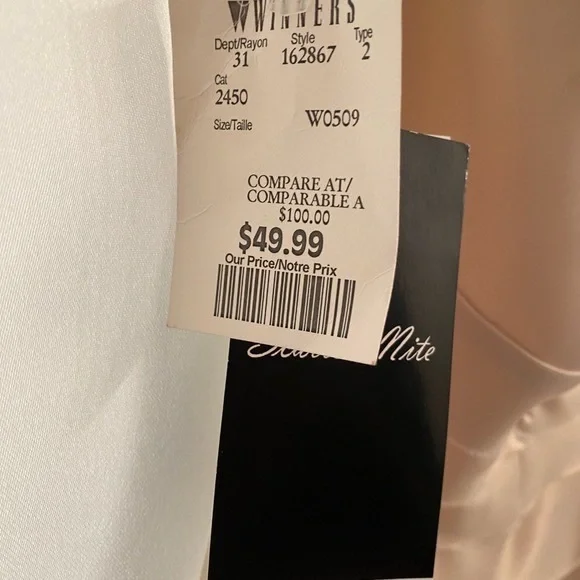 WINNERS
Dept/Rayon Style Type
31 162867 2
Cat
2450
Size/Taille W0509
COMPARE AT/
COMPARABLE A
$100.00
$49.99
Our Price/Notre Prix
Nite